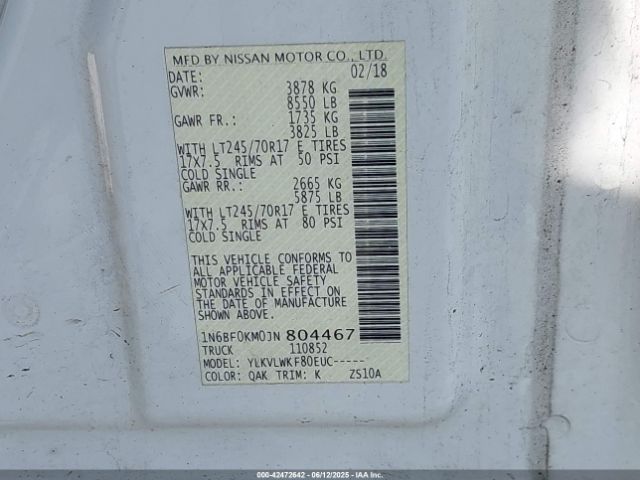 MFD BY NISSAN MOTOR CO., LTD.
DATE: 02/18
GVWR: 3878 KG
8550 LB
GAWR FR.: 1735 KG
3825 LB
WITH LT245/70R17 E TIRES
17X7.5 RIMS AT 50 PSI
COLD SINGLE
GAWR RR.: 2665 KG
5875 LB
WITH LT245/70R17 E TIRES
17X7.5 RIMS AT 80 PSI
COLD SINGLE
THIS VEHICLE CONFORMS TO
ALL APPLICABLE FEDERAL
MOTOR VEHICLE SAFETY
STANDARDS IN EFFECT ON
THE DATE OF MANUFACTURE
SHOWN ABOVE.
1N6BF0KM0JN 804467
TRUCK 110852
MODEL: YLKVLWKF80EUC-----
COLOR: QAK TRIM: K ZS10A
000-42472642 / 06/12/2025 / IAA Inc.